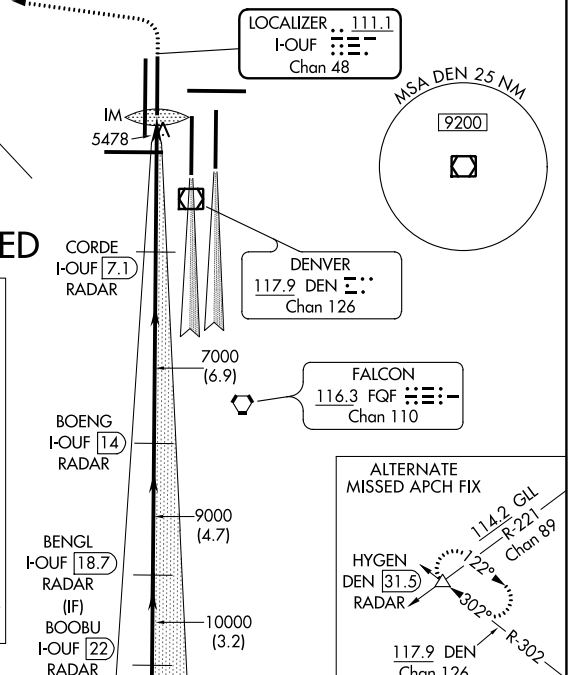 LOCALIZER 111.1
I-OUF
Chan 48
MSA DEN 25 NM
9200
IM
5478
ED
CORDE
I-OUF 7.1
RADAR
DENVER
117.9 DEN
Chan 126
7000
(6.9)
FALCON
116.3 FQF
Chan 110
BOENG
I-OUF 14
RADAR
ALTERNATE
MISSED APCH FIX
114.2 GLL
R-221
Chan 89
9000
(4.7)
BENGL
I-OUF 18.7
RADAR
(IF)
BOOBU
I-OUF 22
RADAR
HYGEN
DEN 31.5
RADAR
122°
302°
R-302
10000
(3.2)
117.9 DEN
Chan 126